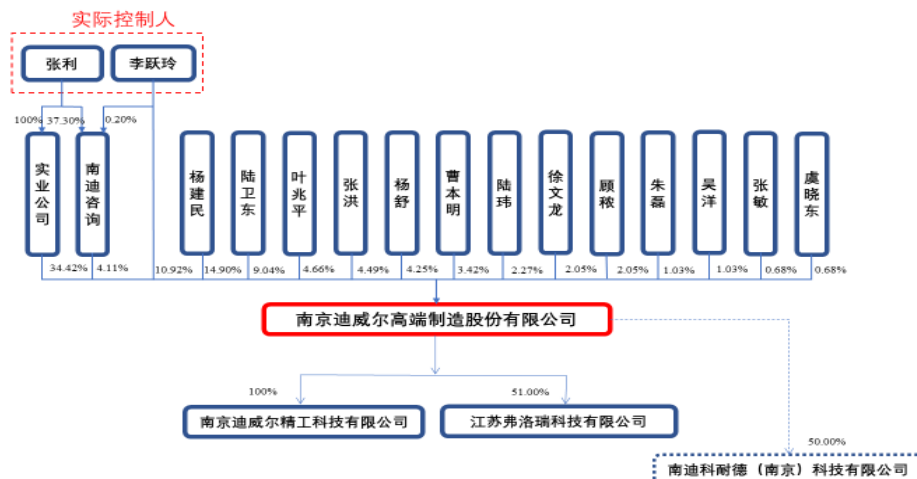 实际控制人
张利
李跃玲
100%
37.30%
0.20%
实业公司
南迪咨询
杨建民
陆卫东
叶兆平
张洪
杨舒
曹本明
陆玮
徐文龙
顾秾
朱磊
吴洋
张敏
虞晓东
34.42%
4.11%
10.92%
14.90%
9.04%
4.66%
4.49%
4.25%
3.42%
2.27%
2.05%
2.05%
1.03%
1.03%
0.68%
0.68%
南京迪威尔高端制造股份有限公司
100%
51.00%
南京迪威尔精工科技有限公司
江苏弗洛瑞科技有限公司
50.00%
南迪科耐德（南京）科技有限公司